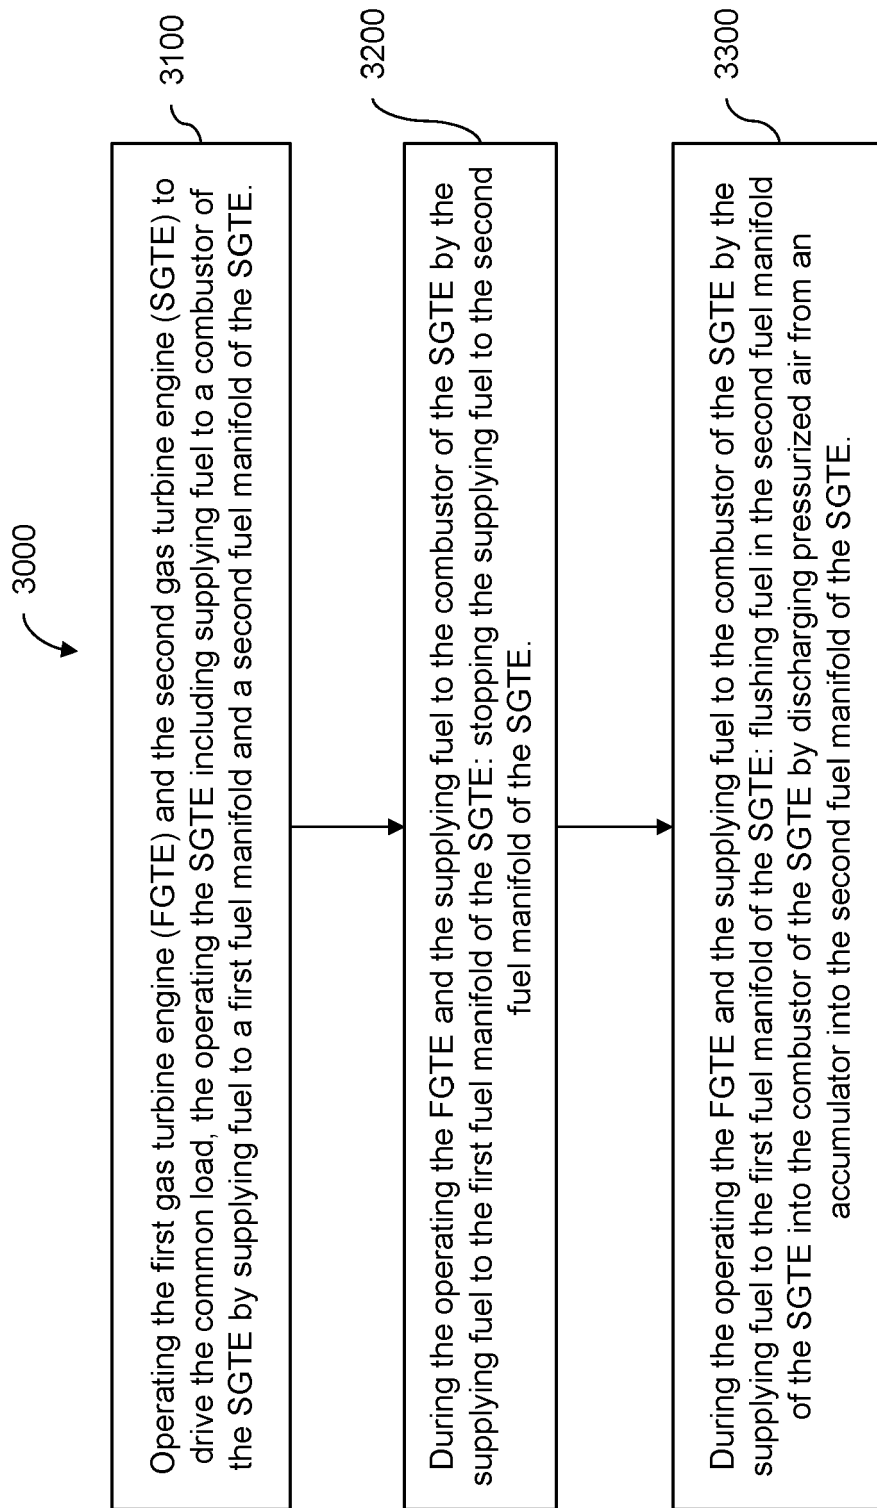 3000
3100
Operating the first gas turbine engine (FGTE) and the second gas turbine engine (SGTE) to
drive the common load, the operating the SGTE including supplying fuel to a combustor of
the SGTE by supplying fuel to a first fuel manifold and a second fuel manifold of the SGTE.
3200
During the operating the FGTE and the supplying fuel to the combustor of the SGTE by the
supplying fuel to the first fuel manifold of the SGTE: stopping the supplying fuel to the second
fuel manifold of the SGTE.
3300
During the operating the FGTE and the supplying fuel to the combustor of the SGTE by the
supplying fuel to the first fuel manifold of the SGTE: flushing fuel in the second fuel manifold
of the SGTE into the combustor of the SGTE by discharging pressurized air from an
accumulator into the second fuel manifold of the SGTE.